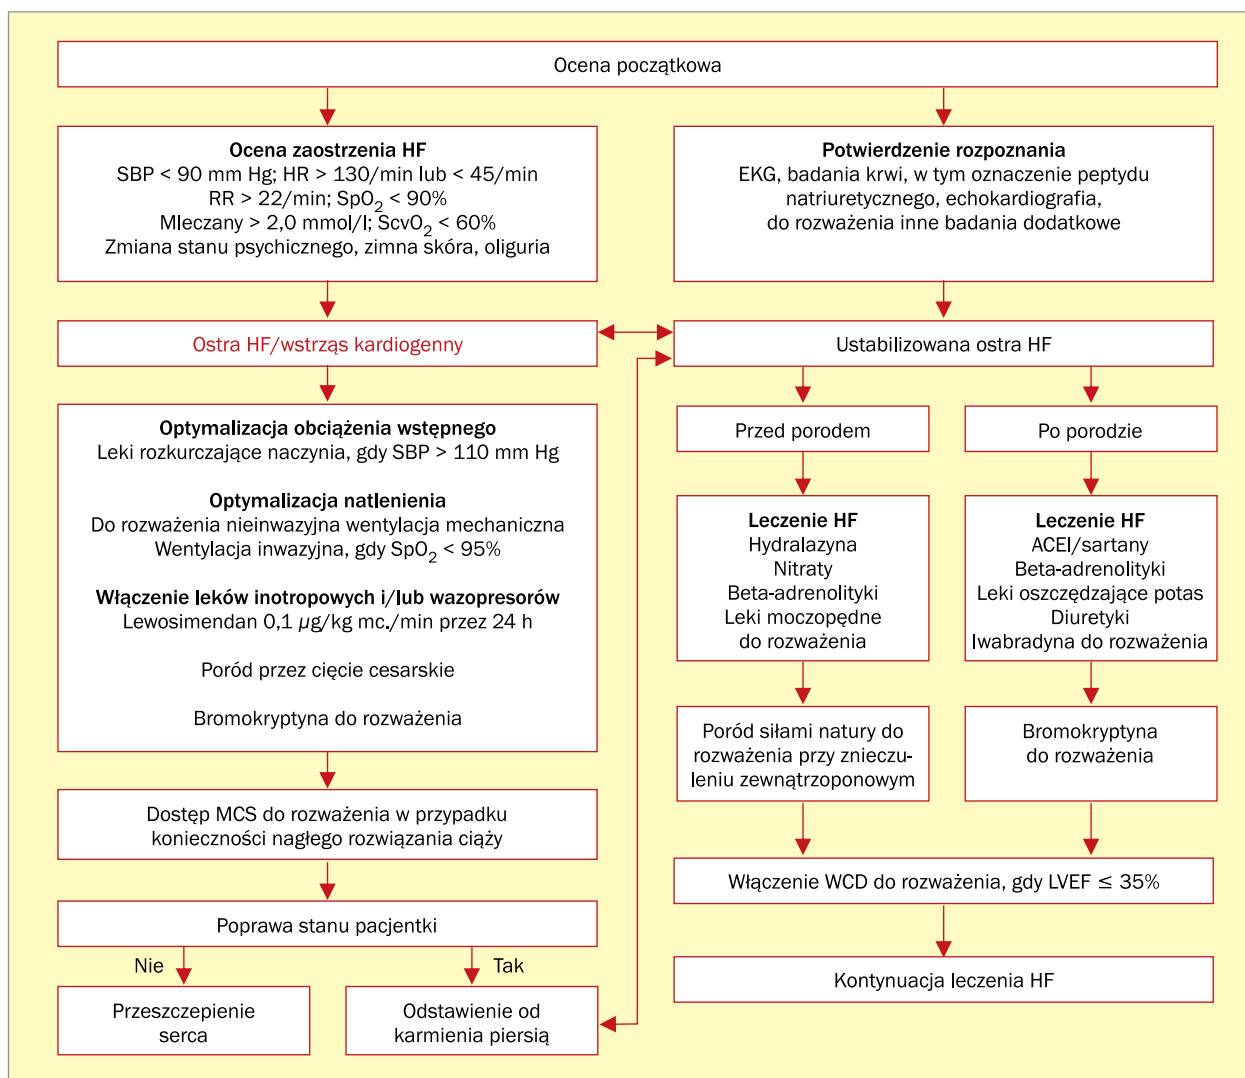 Ocena początkowa
Ocena zaostrzenia HF
SBP < 90 mm Hg; HR > 130/min lub < 45/min
RR > 22/min; SpO₂ < 90%
Mleczany > 2,0 mmol/l; ScvO₂ < 60%
Zmiana stanu psychicznego, zimna skóra, oliguria
Potwierdzenie rozpoznania
EKG, badania krwi, w tym oznaczenie peptydu
natriuretycznego, echokardiografia,
do rozważenia inne badania dodatkowe
Ostra HF/wstrząs kardiogenny
Ustabilizowana ostra HF
Optymalizacja obciążenia wstępnego
Leki rozkurczające naczynia, gdy SBP > 110 mm Hg
Optymalizacja natlenienia
Do rozważenia nieinwazyjna wentylacja mechaniczna
Wentylacja inwazyjna, gdy SpO₂ < 95%
Włączenie leków inotropowych i/lub wazopresorów
Lewosimendan 0,1 µg/kg mc./min przez 24 h
Poród przez cięcie cesarskie
Bromokryptyna do rozważenia
Przed porodem
Po porodzie
Leczenie HF
Hydralazyna
Nitraty
Beta-adrenolityki
Leki moczopędne
do rozważenia
Leczenie HF
ACEI/sartany
Beta-adrenolityki
Leki oszczędzające potas
Diuretyki
Iwabradyna do rozważenia
Poród siłami natury do
rozważenia przy znieczu-
leniu zewnątrzoponowym
Bromokryptyna
do rozważenia
Dostęp MCS do rozważenia w przypadku
konieczności nagłego rozwiązania ciąży
Włączenie WCD do rozważenia, gdy LVEF ≤ 35%
Poprawa stanu pacjentki
Nie
Tak
Kontynuacja leczenia HF
Przeszczepienie
serca
Odstawienie od
karmienia piersią